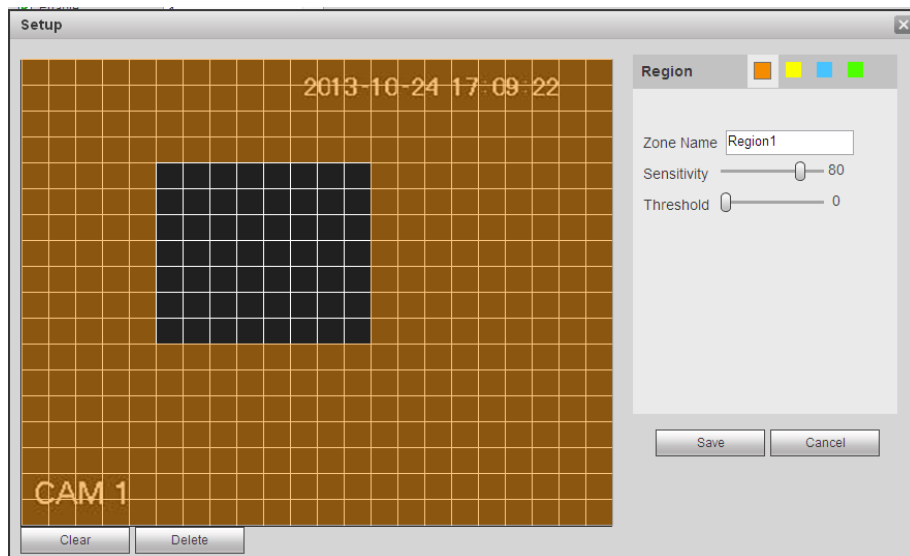 Setup
2013-10-24 17:09:22
Region
Zone Name Region1
Sensitivity 80
Threshold 0
Save Cancel
CAM 1
Clear Delete